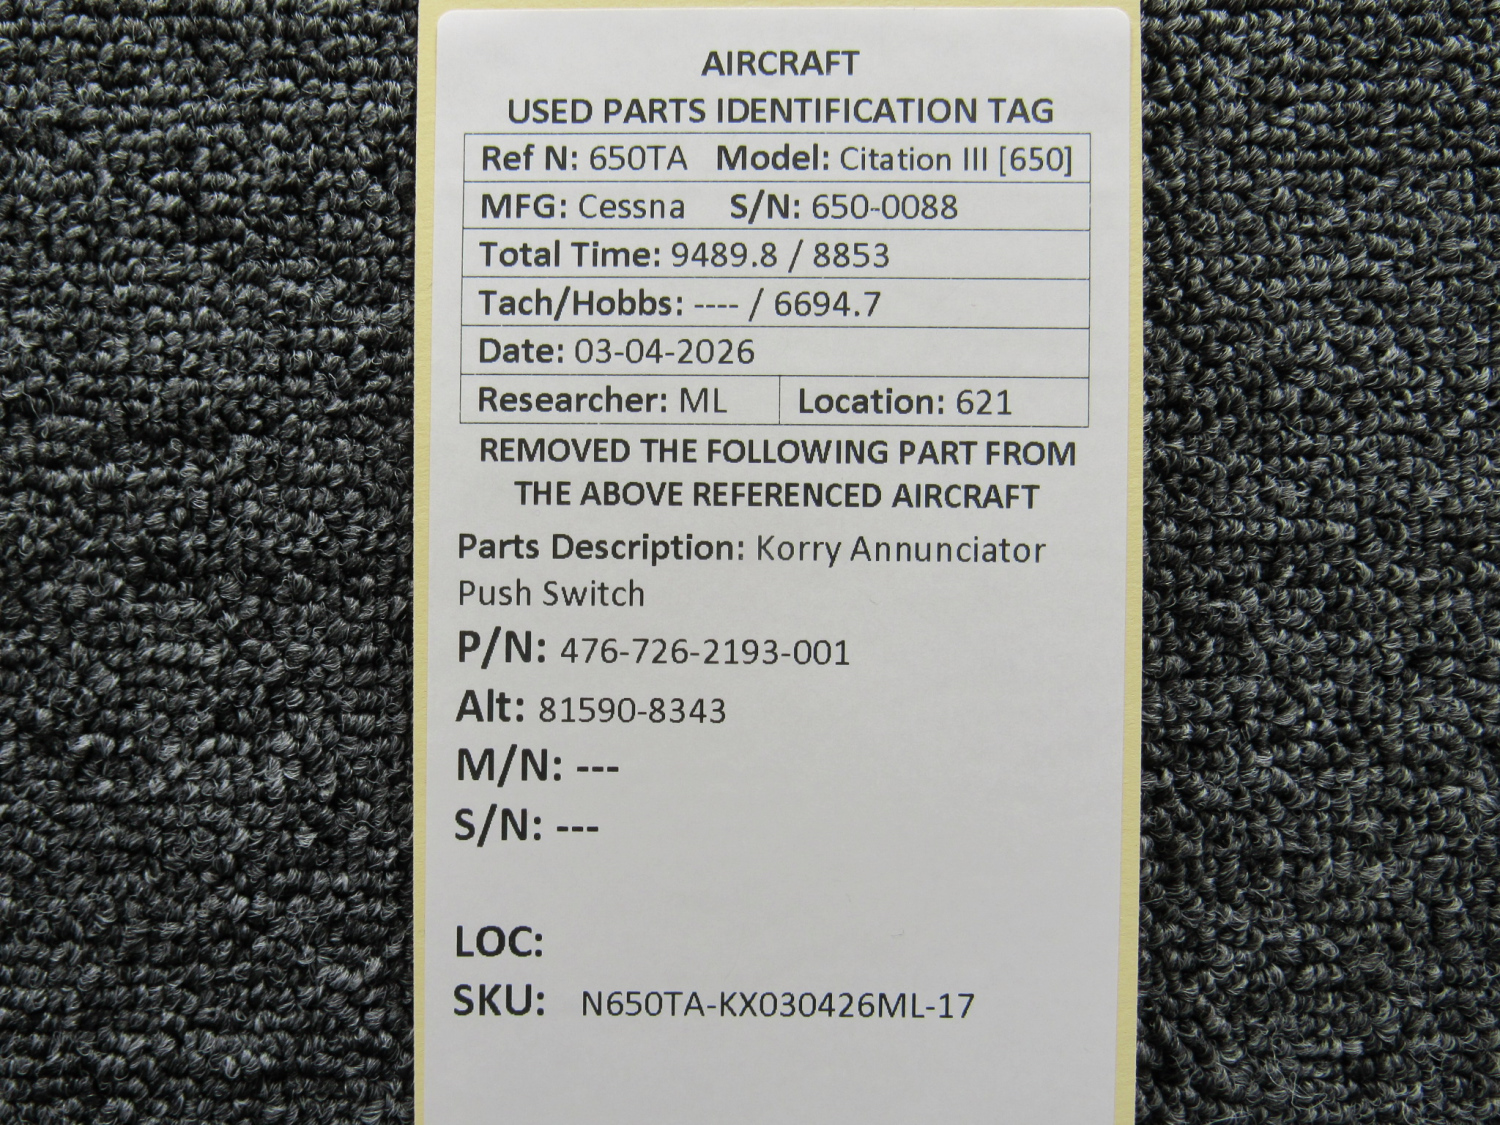 AIRCRAFT
USED PARTS IDENTIFICATION TAG
Ref N: 650TA Model: Citation III [650]
MFG: Cessna S/N: 650-0088
Total Time: 9489.8 / 8853
Tach/Hobbs: ---- / 6694.7
Date: 03-04-2026
Researcher: ML Location: 621
REMOVED THE FOLLOWING PART FROM
THE ABOVE REFERENCED AIRCRAFT
Parts Description: Korry Annunciator
Push Switch
P/N: 476-726-2193-001
Alt: 81590-8343
M/N: ---
S/N: ---
LOC:
SKU: N650TA-KX030426ML-17